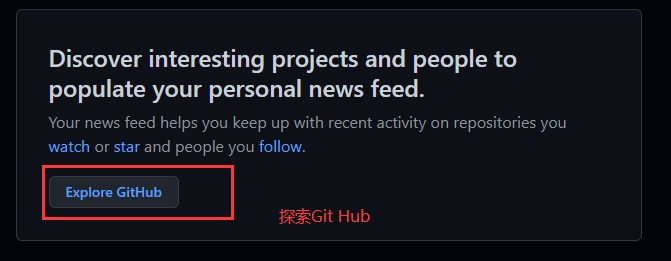 Discover interesting projects and people to
populate your personal news feed.
Your news feed helps you keep up with recent activity on repositories you
watch or star and people you follow.
Explore GitHub
探索Git Hub